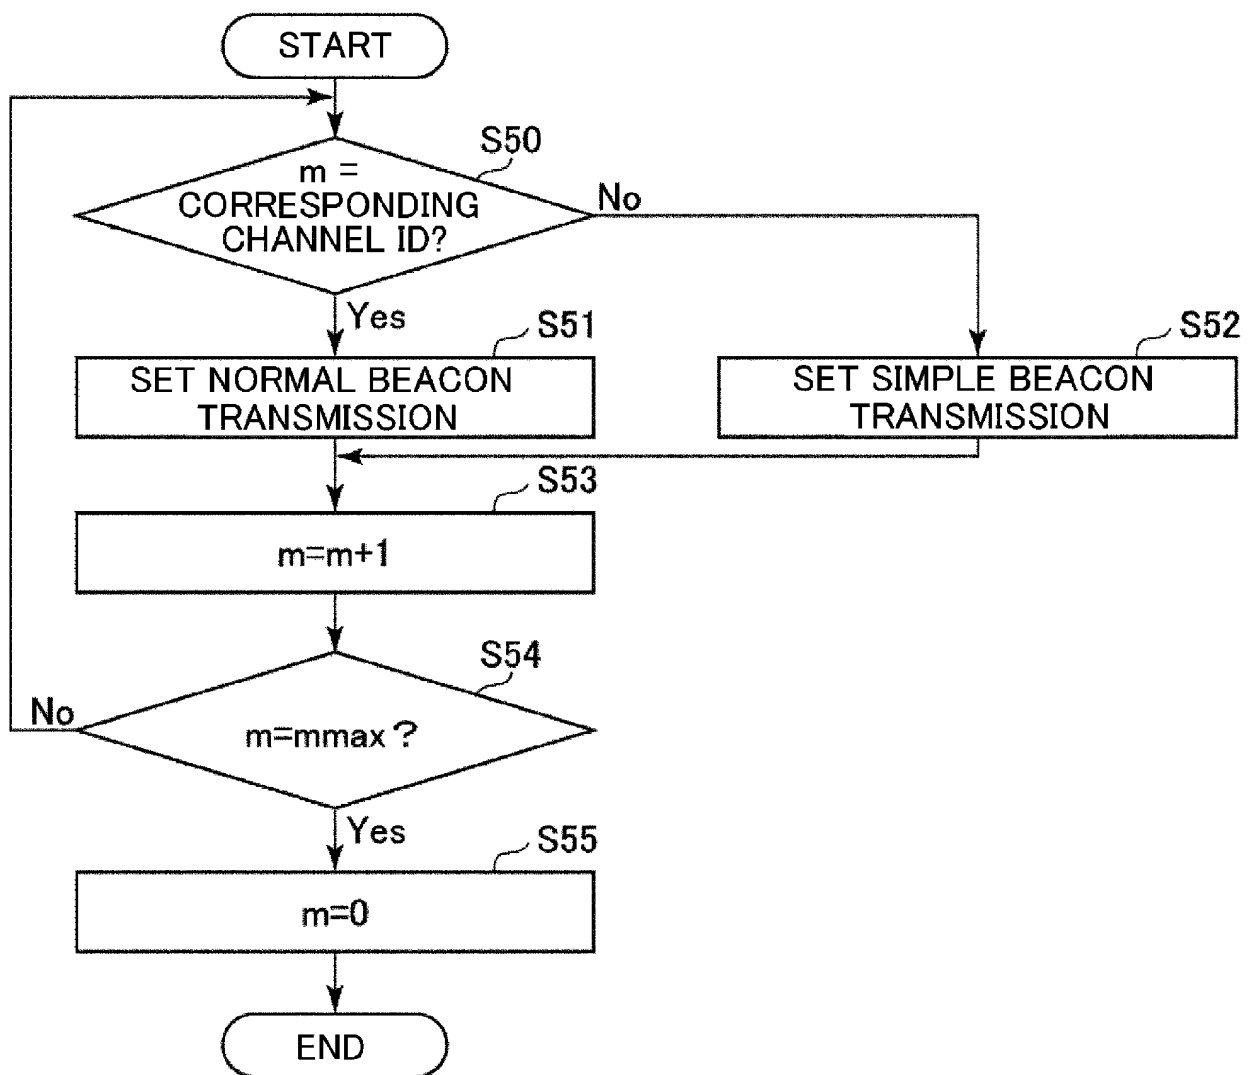 START
S50
m =
CORRESPONDING
CHANNEL ID?
No
Yes
S51
SET NORMAL BEACON
TRANSMISSION
S52
SET SIMPLE BEACON
TRANSMISSION
S53
m=m+1
S54
No
m=mmax?
Yes
S55
m=0
END